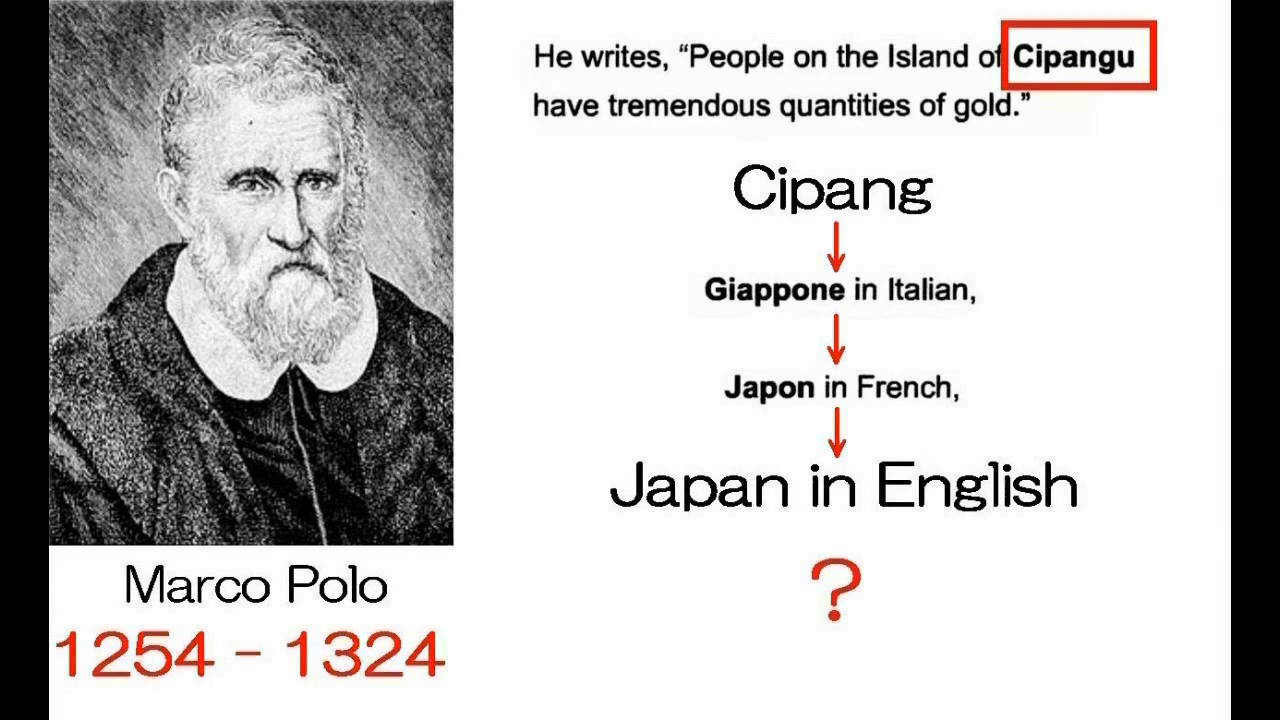 He writes, “People on the Island of Cipangu
have tremendous quantities of gold.”
Cipang
Giappone in Italian,
Japon in French,
Japan in English
?
Marco Polo
1254 - 1324